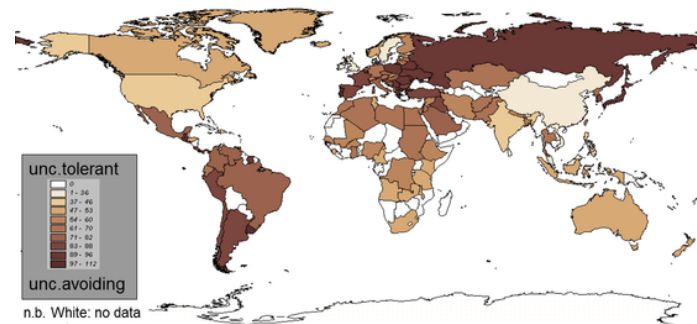 unc.tolerant
0
1 - 36
37 - 46
47 - 53
54 - 60
61 - 70
71 - 82
83 - 88
89 - 96
97 - 112
unc.avoiding
n.b. White: no data